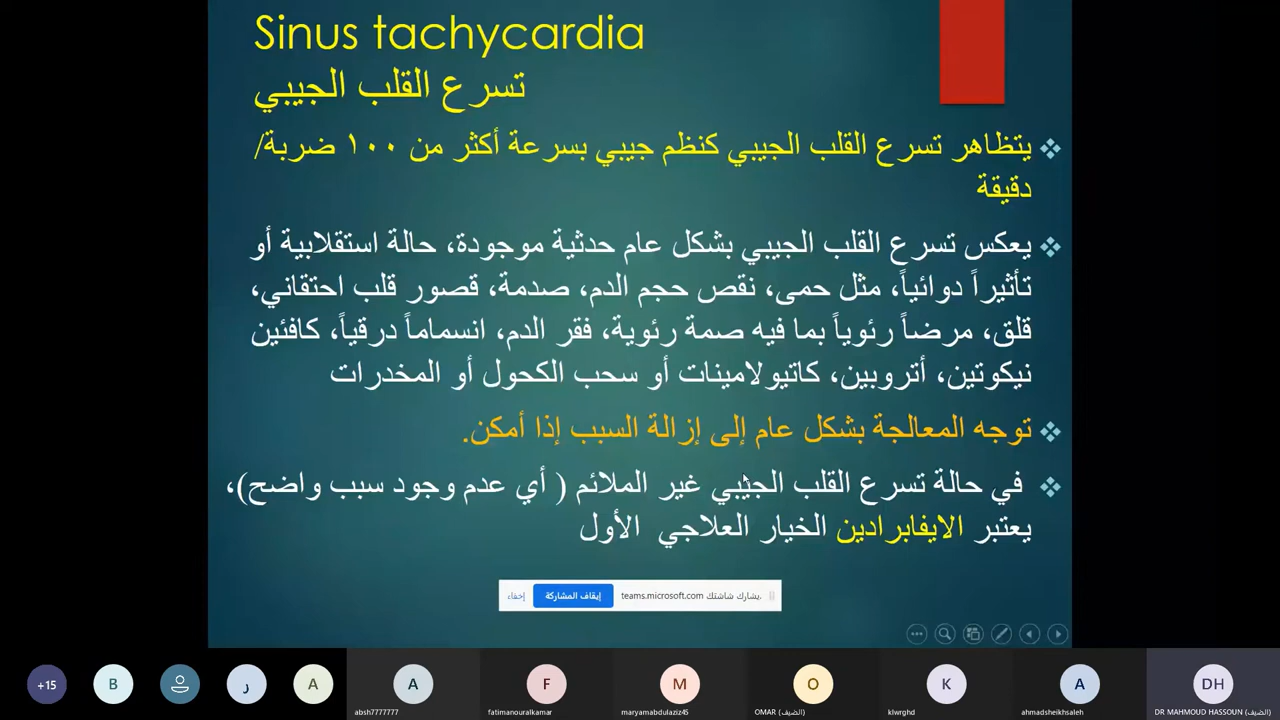 Sinus tachycardia
تسرع القلب الجيبي
يتظاهر تسرع القلب الجيبي كنظم جيبي بسرعة أكثر من ١٠٠ ضربة/
دقيقة
يعكس تسرع القلب الجيبي بشكل عام حدثية موجودة، حالة استقلابية أو
تأثيراً دوائياً، مثل حمى، نقص حجم الدم، صدمة، قصور قلب احتقاني،
قلق، مرضاً رئوياً بما فيه صمة رئوية، فقر الدم، انسماماً درقياً، كافئين
نيكوتين، أتروبين، كاتيولامينات أو سحب الكحول أو المخدرات
توجه المعالجة بشكل عام إلى إزالة السبب إذا أمكن.
في حالة تسرع القلب الجيبي غير الملائم ( أي عدم وجود سبب واضح)،
يعتبر الايفابرادين الخيار العلاجي الأول
يشارك شاشتك teams.microsoft.com.
إيقاف المشاركة
إخفاء
+15
B
ر
A
A
F
M
O
K
A
DH
absh7777777
fatimanouralkamar
maryamabdulaziz45
OMAR (الضيف)
klwrghd
ahmadsheikhsaleh
DR MAHMOUD HASSOUN (الضيف)